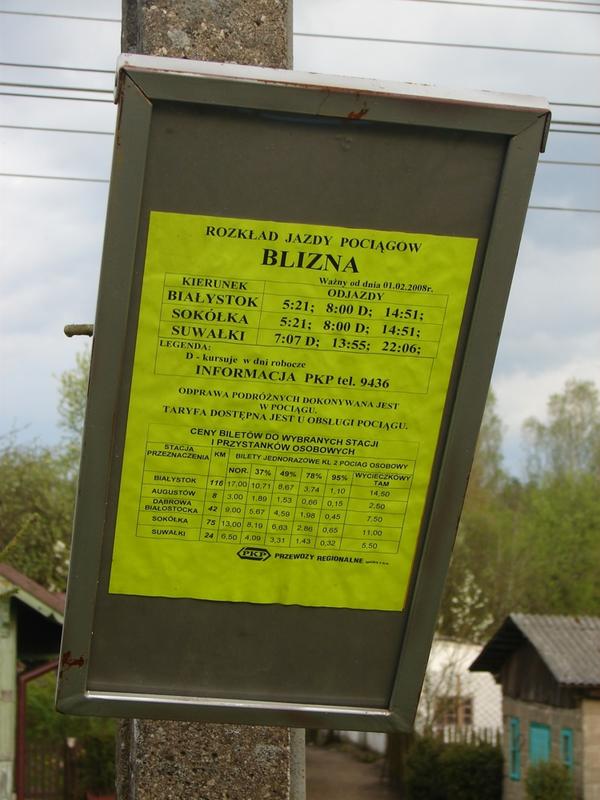 ROZKŁAD JAZDY POCIĄGÓW
BLIZNA
Ważny od dnia 01.02.2008r.
KIERUNEK ODJAZDY
BIAŁYSTOK 5:21; 8:00 D; 14:51;
SOKÓŁKA 5:21; 8:00 D; 14:51;
SUWAŁKI 7:07 D; 13:55; 22:06;
LEGENDA:
D - kursuje w dni robocze
INFORMACJA PKP tel. 9436
ODPRAWA PODRÓŻNYCH DOKONYWANA JEST
W POCIĄGU.
TARYFA DOSTĘPNA JEST U OBSŁUGI POCIĄGU.
CENY BILETÓW DO WYBRANYCH STACJI
I PRZYSTANKÓW OSOBOWYCH
STACJA PRZEZNACZENIA KM BILETY JEDNORAZOWE KL 2 POCIĄG OSOBOWY
NOR. 37% 49% 78% 95% WYCIECZKOWY TAM
BIAŁYSTOK 116 17,00 10,71 8,67 3,74 1,10 14,50
AUGUSTÓW 8 3,00 1,89 1,53 0,66 0,15 2,50
DĄBROWA BIAŁOSTOCKA 42 9,00 5,67 4,59 1,98 0,45 7,50
SOKÓŁKA 75 13,00 8,19 6,63 2,86 0,65 11,00
SUWAŁKI 24 6,50 4,09 3,31 1,43 0,32 5,50
PKP PRZEWOZY REGIONALNE